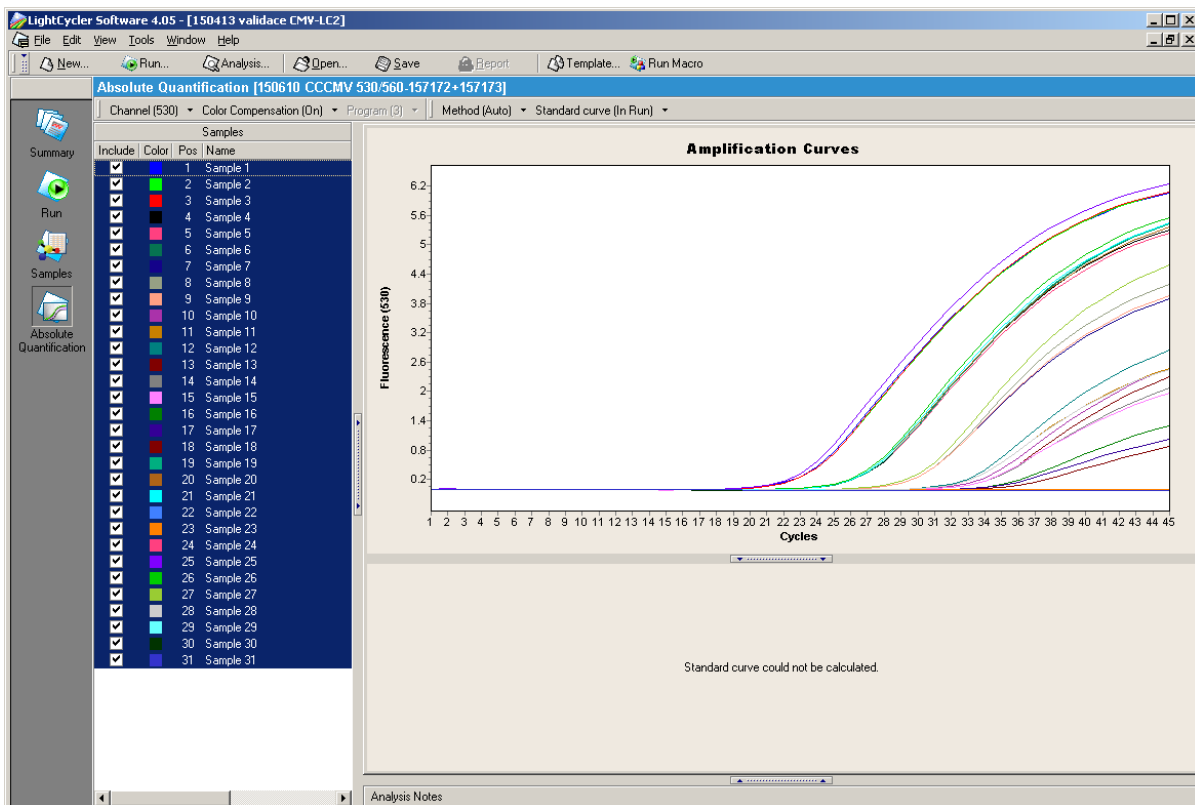 LightCycler Software 4.05 - [150413 validace CMV-LC2]
File Edit View Tools Window Help
New... Run... Analysis... Open... Save Report Template... Run Macro
Absolute Quantification [150610 CCCMV 530/560-157172+157173]
Channel (530) Color Compensation (On) Program (3) Method (Auto) Standard curve (In Run)
Summary
Run
Samples
Absolute
Quantification
Samples
Include Color Pos Name
1 Sample 1
2 Sample 2
3 Sample 3
4 Sample 4
5 Sample 5
6 Sample 6
7 Sample 7
8 Sample 8
9 Sample 9
10 Sample 10
11 Sample 11
12 Sample 12
13 Sample 13
14 Sample 14
15 Sample 15
16 Sample 16
17 Sample 17
18 Sample 18
19 Sample 19
20 Sample 20
21 Sample 21
22 Sample 22
23 Sample 23
24 Sample 24
25 Sample 25
26 Sample 26
27 Sample 27
28 Sample 28
29 Sample 29
30 Sample 30
31 Sample 31
Amplification Curves
Fluorescence (530)
6.2
5.6
5
4.4
3.8
3.2
2.6
2
1.4
0.8
0.2
1 2 3 4 5 6 7 8 9 10 11 12 13 14 15 16 17 18 19 20 21 22 23 24 25 26 27 28 29 30 31 32 33 34 35 36 37 38 39 40 41 42 43 44 45
Cycles
Standard curve could not be calculated.
Analysis Notes